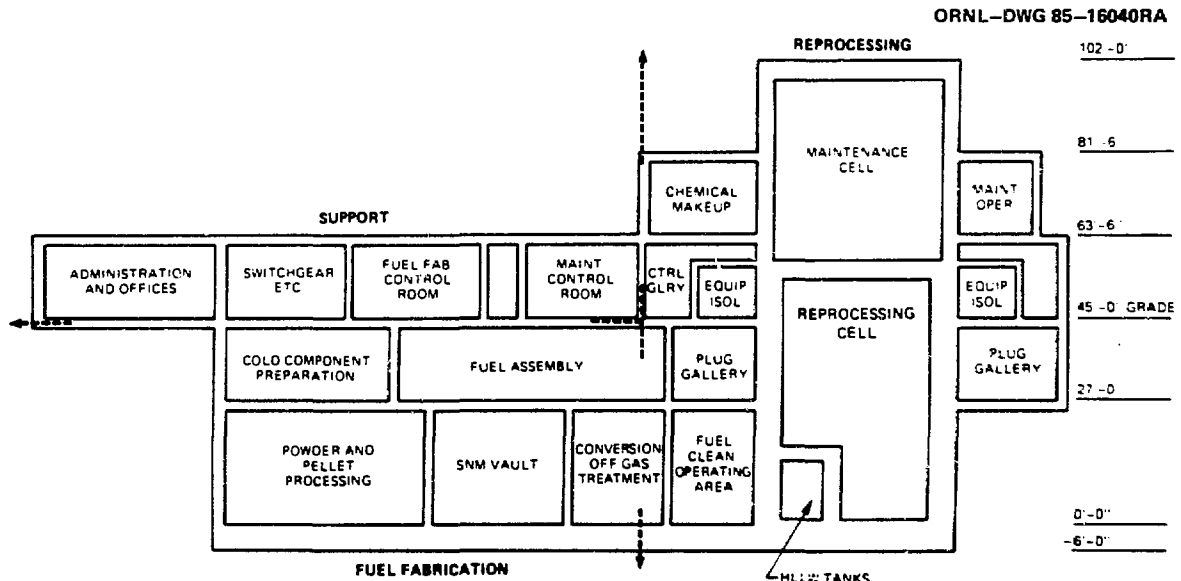 ORNL–DWG 85–16040RA
REPROCESSING
102 -0'
MAINTENANCE
CELL
81 -6
CHEMICAL
MAKEUP
MAINT
OPER
SUPPORT
63'-6"
ADMINISTRATION
AND OFFICES
SWITCHGEAR
ETC
FUEL FAB
CONTROL
ROOM
MAINT
CONTROL
ROOM
CTRL
GLRY
EQUIP
ISOL
EQUIP
ISOL
REPROCESSING
CELL
45 -0' GRADE
COLD COMPONENT
PREPARATION
FUEL ASSEMBLY
PLUG
GALLERY
PLUG
GALLERY
27 -0
POWDER AND
PELLET
PROCESSING
SNM VAULT
CONVERSION
OFF GAS
TREATMENT
FUEL
CLEAN
OPERATING
AREA
0'-0"
-6'-0"
FUEL FABRICATION
HLLW TANKS